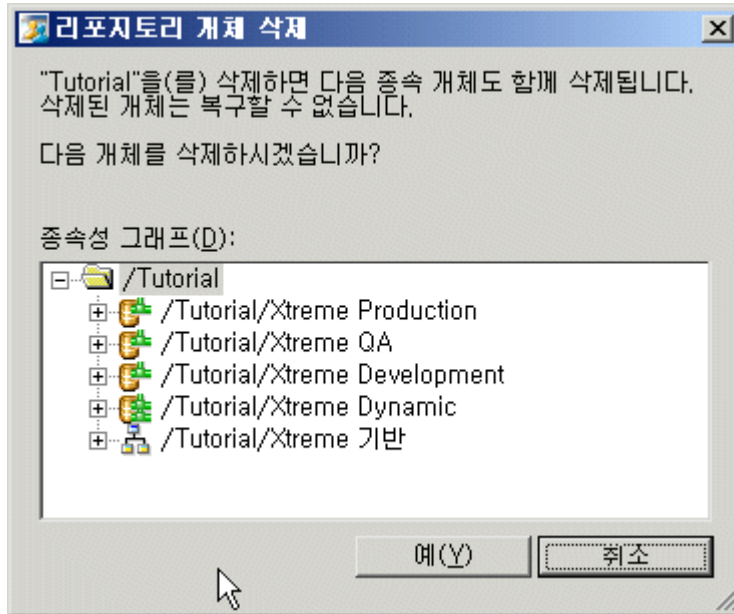 리포지토리 개체 삭제
"Tutorial"을(를) 삭제하면 다음 종속 개체도 함께 삭제됩니다.
삭제된 개체는 복구할 수 없습니다.
다음 개체를 삭제하시겠습니까?
종속성 그래프(D):
/Tutorial
/Tutorial/Xtreme Production
/Tutorial/Xtreme QA
/Tutorial/Xtreme Development
/Tutorial/Xtreme Dynamic
/Tutorial/Xtreme 기반
예(Y) 취소